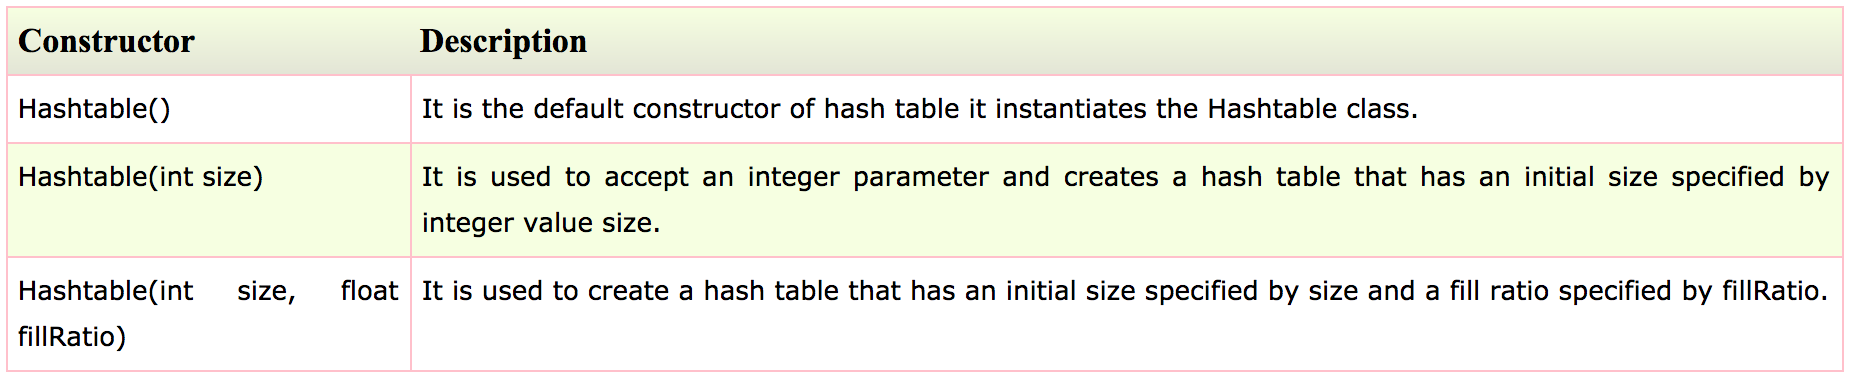 Constructor Description
Hashtable() It is the default constructor of hash table it instantiates the Hashtable class.
Hashtable(int size) It is used to accept an integer parameter and creates a hash table that has an initial size specified by
integer value size.
Hashtable(int size, float It is used to create a hash table that has an initial size specified by size and a fill ratio specified by fillRatio.
fillRatio)